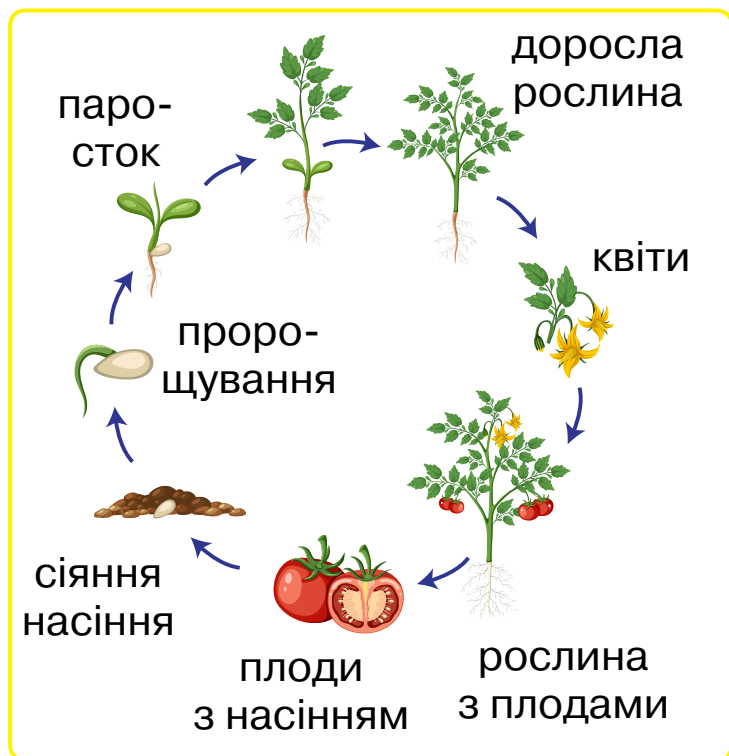 доросла
рослина
паро-
сток
квіти
проро-
щування
сіяння
насіння
плоди
з насінням
рослина
з плодами